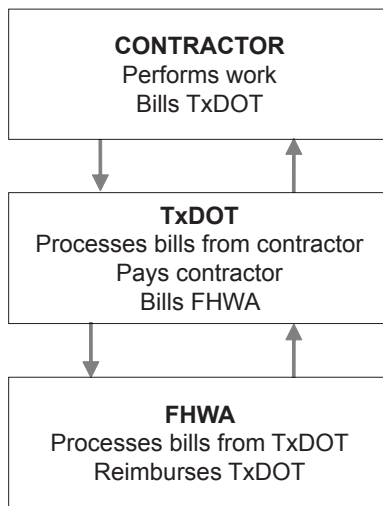 CONTRACTOR
Performs work
Bills TxDOT
TxDOT
Processes bills from contractor
Pays contractor
Bills FHWA
FHWA
Processes bills from TxDOT
Reimburses TxDOT